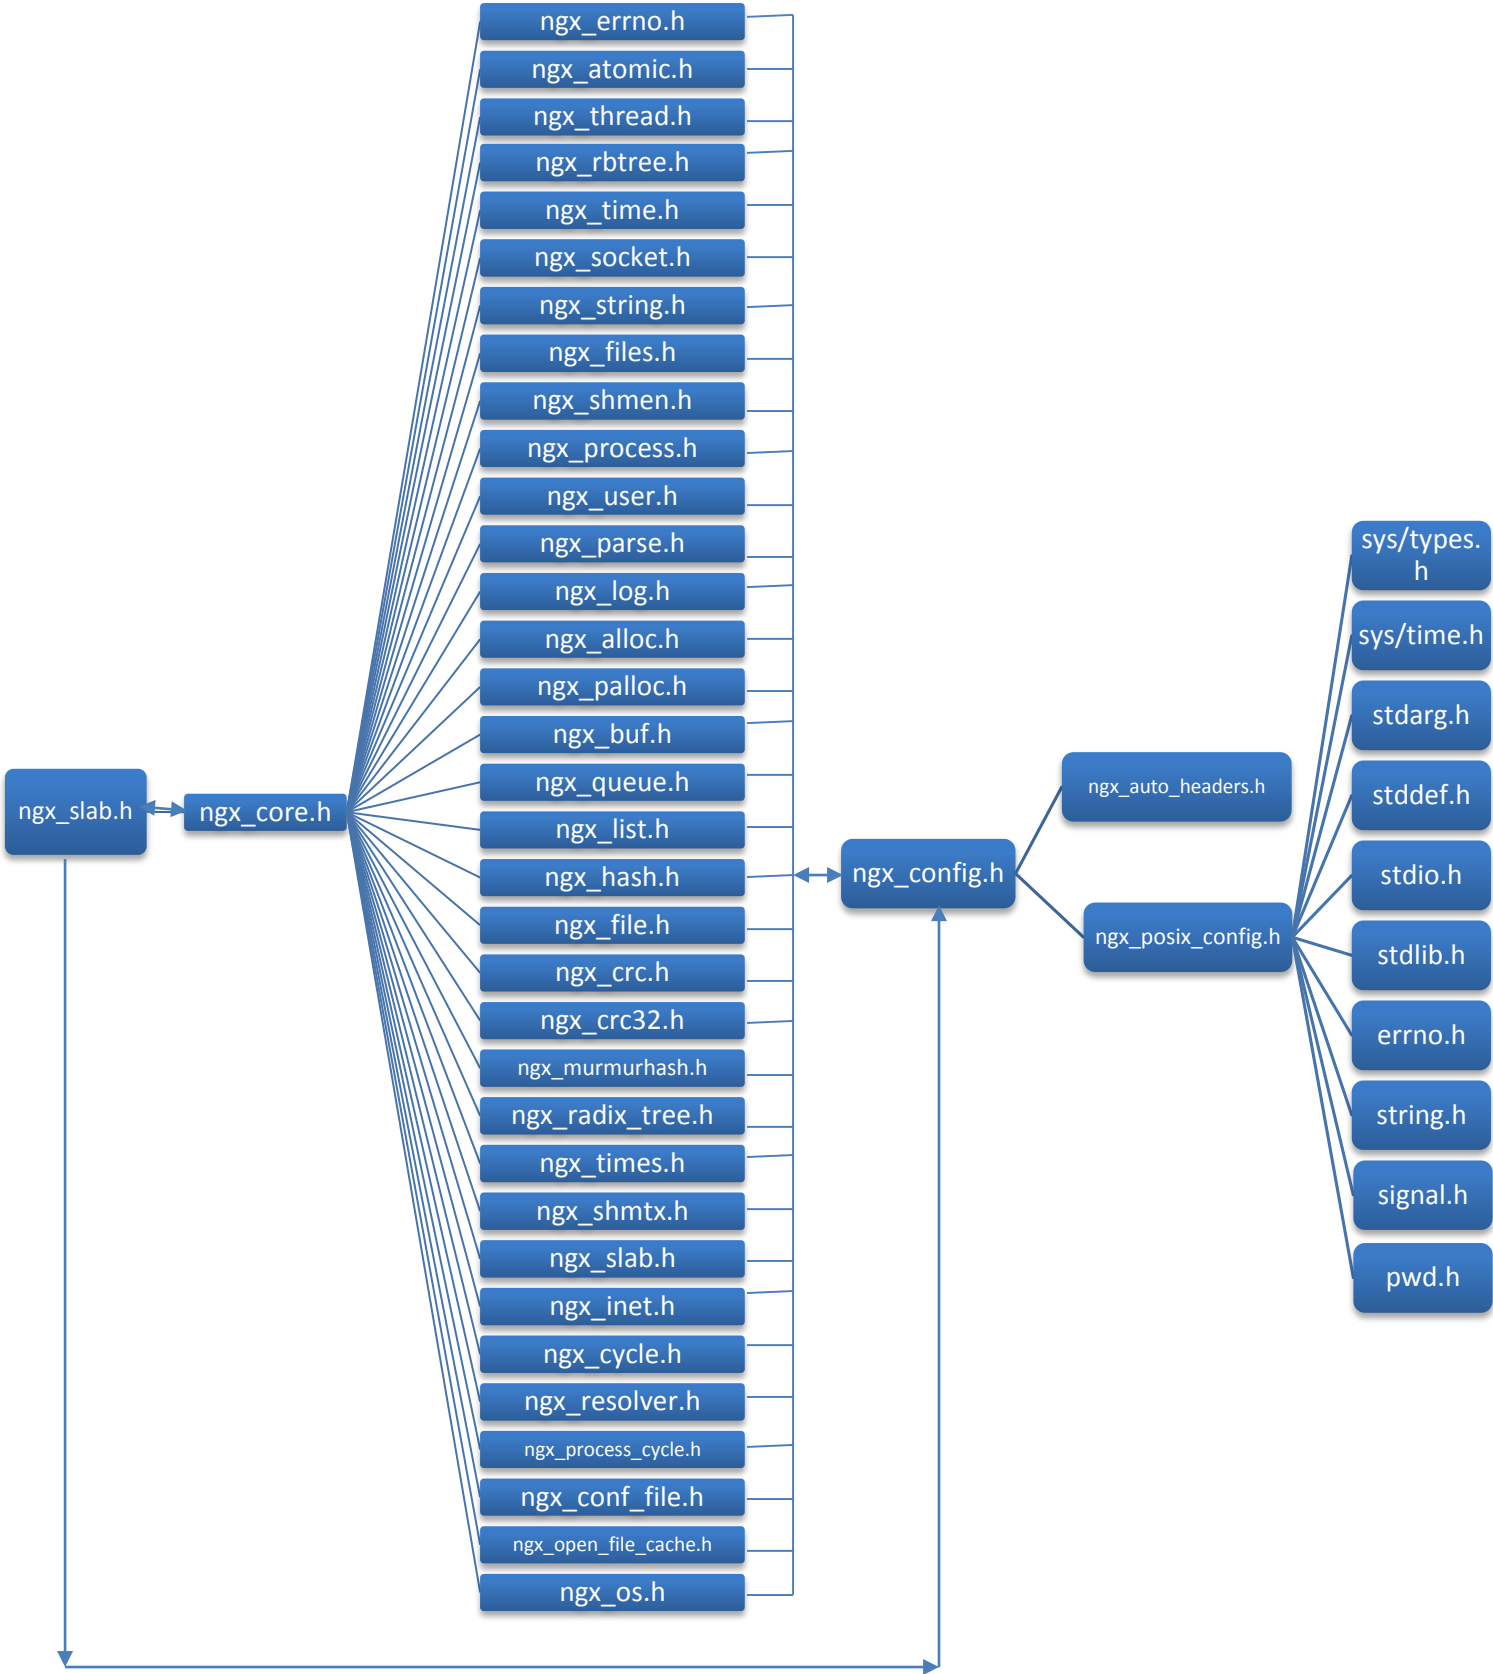 ngx_slab.h
ngx_core.h
ngx_errno.h
ngx_atomic.h
ngx_thread.h
ngx_rbtree.h
ngx_time.h
ngx_socket.h
ngx_string.h
ngx_files.h
ngx_shmen.h
ngx_process.h
ngx_user.h
ngx_parse.h
ngx_log.h
ngx_alloc.h
ngx_palloc.h
ngx_buf.h
ngx_queue.h
ngx_list.h
ngx_hash.h
ngx_file.h
ngx_crc.h
ngx_crc32.h
ngx_murmurhash.h
ngx_radix_tree.h
ngx_times.h
ngx_shmtx.h
ngx_slab.h
ngx_inet.h
ngx_cycle.h
ngx_resolver.h
ngx_process_cycle.h
ngx_conf_file.h
ngx_open_file_cache.h
ngx_os.h
ngx_config.h
ngx_auto_headers.h
ngx_posix_config.h
sys/types.
h
sys/time.h
stdarg.h
stddef.h
stdio.h
stdlib.h
errno.h
string.h
signal.h
pwd.h